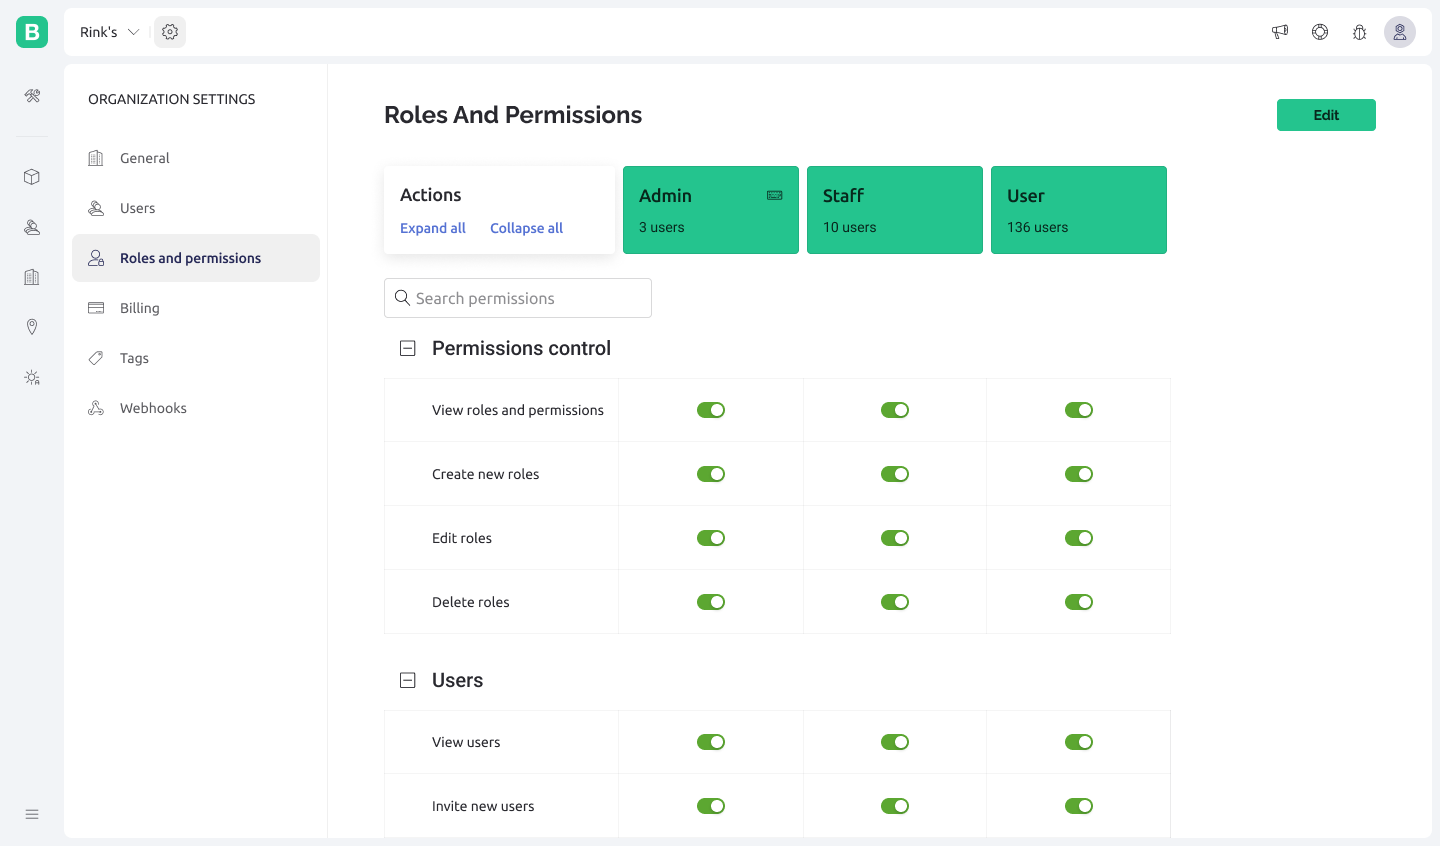 B
Rink's
ORGANIZATION SETTINGS
General
Users
Roles and permissions
Billing
Tags
Webhooks
Roles And Permissions
Edit
Actions
Expand all Collapse all
Admin
3 users
Staff
10 users
User
136 users
Search permissions
Permissions control
View roles and permissions
Create new roles
Edit roles
Delete roles
Users
View users
Invite new users